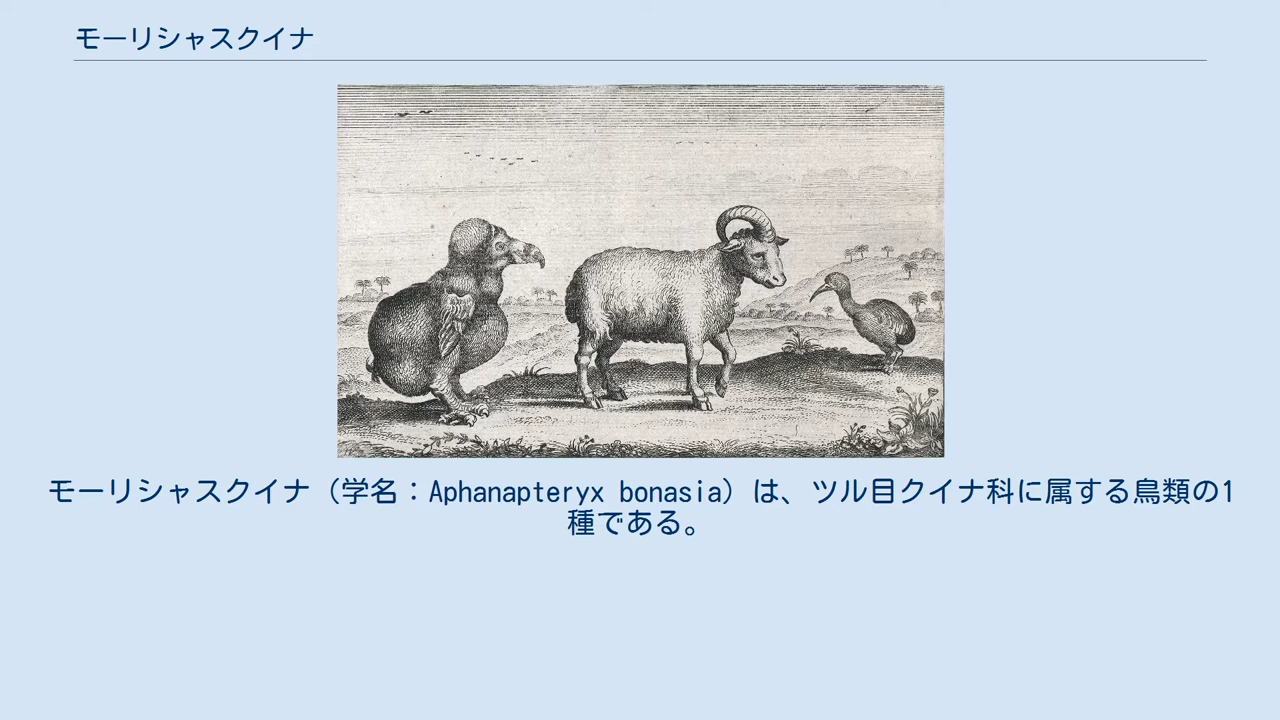 モーリシャスクイナ
モーリシャスクイナ（学名：Aphanapteryx bonasia）は、ツル目クイナ科に属する鳥類の1
種である。